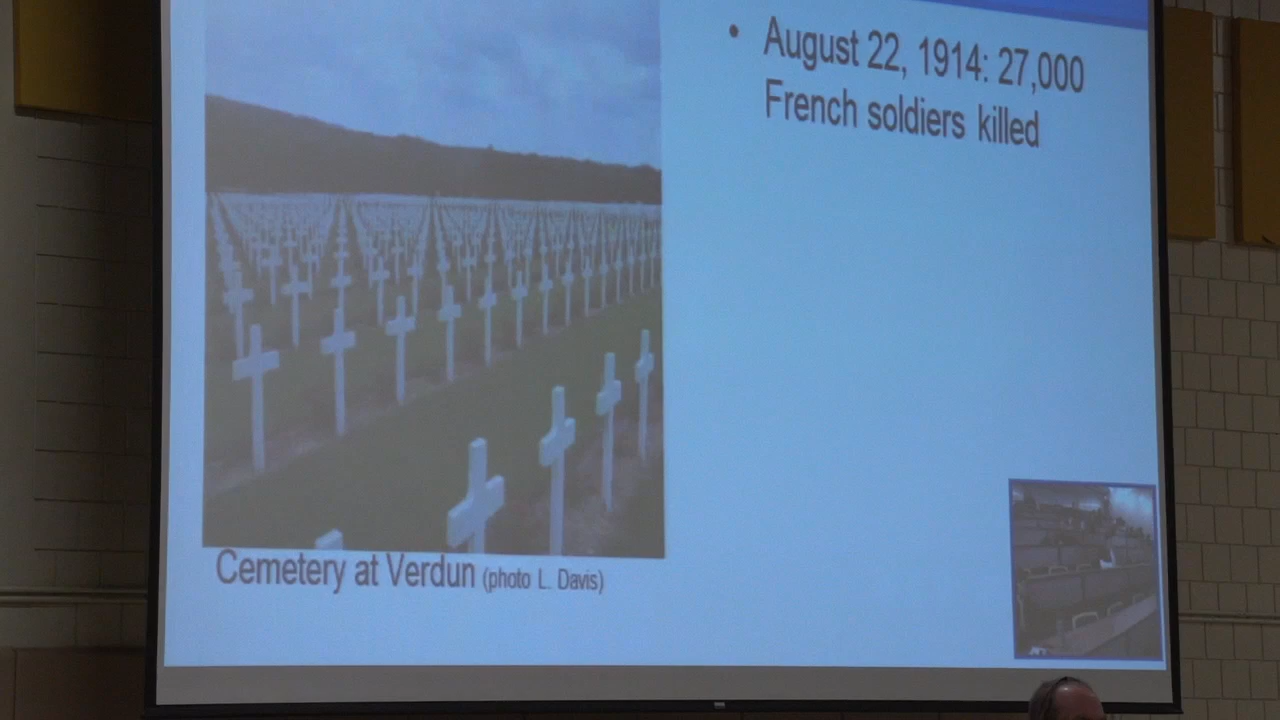 • August 22, 1914: 27,000
French soldiers killed
Cemetery at Verdun (photo L. Davis)